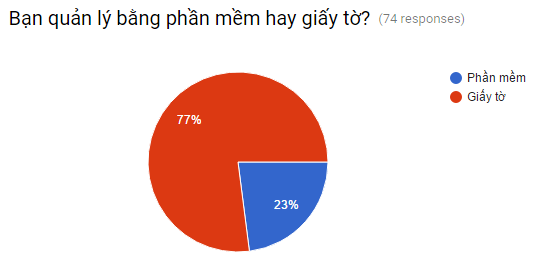 Bạn quản lý bằng phần mềm hay giấy tờ? (74 responses)
Phần mềm
Giấy tờ
77%
23%